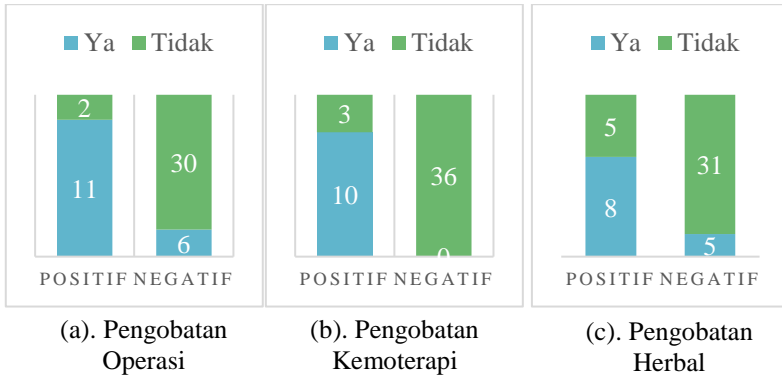 Ya Tidak
2
30
11
6
POSITIF NEGATIF
(a). Pengobatan
Operasi
Ya Tidak
3
36
10
0
POSITIF NEGATIF
(b). Pengobatan
Kemoterapi
Ya Tidak
5
31
8
5
POSITIF NEGATIF
(c). Pengobatan
Herbal